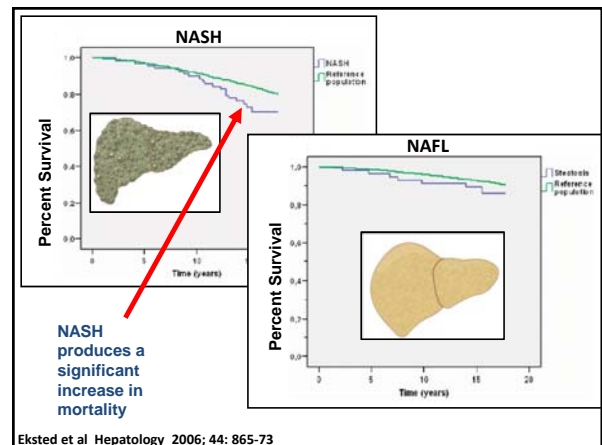 NASH
NASH
Reference
population
1,0
0,8
0,6
0,4
0,2
0,0
Percent Survival
0
5
10
Time (years)
NAFL
Steatosis
Reference
population
1,0
0,8
0,6
0,4
0,2
0,0
Percent Survival
0
5
10
15
20
Time (years)
NASH
produces a
significant
increase in
mortality
Eksted et al Hepatology 2006; 44: 865-73